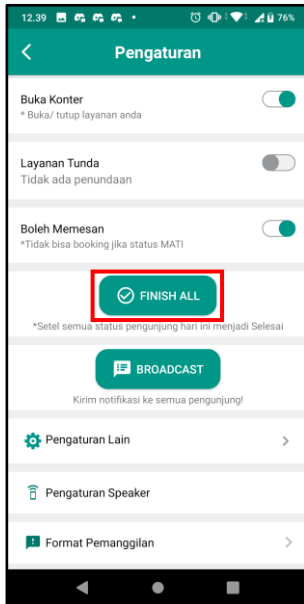 12.39 76%
Pengaturan
Buka Konter
* Buka/ tutup layanan anda
Layanan Tunda
Tidak ada penundaan
Boleh Memesan
*Tidak bisa booking jika status MATI
FINISH ALL
*Setel semua status pengunjung hari ini menjadi Selesai
BROADCAST
Kirim notifikasi ke semua pengunjung!
Pengaturan Lain
Pengaturan Speaker
Format Pemanggilan